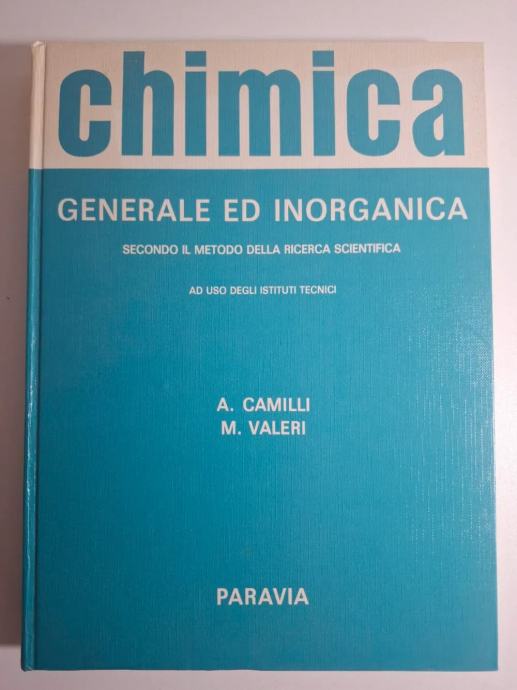 chimica
GENERALE ED INORGANICA
SECONDO IL METODO DELLA RICERCA SCIENTIFICA
AD USO DEGLI ISTITUTI TECNICI
A. CAMILLI
M. VALERI
PARAVIA